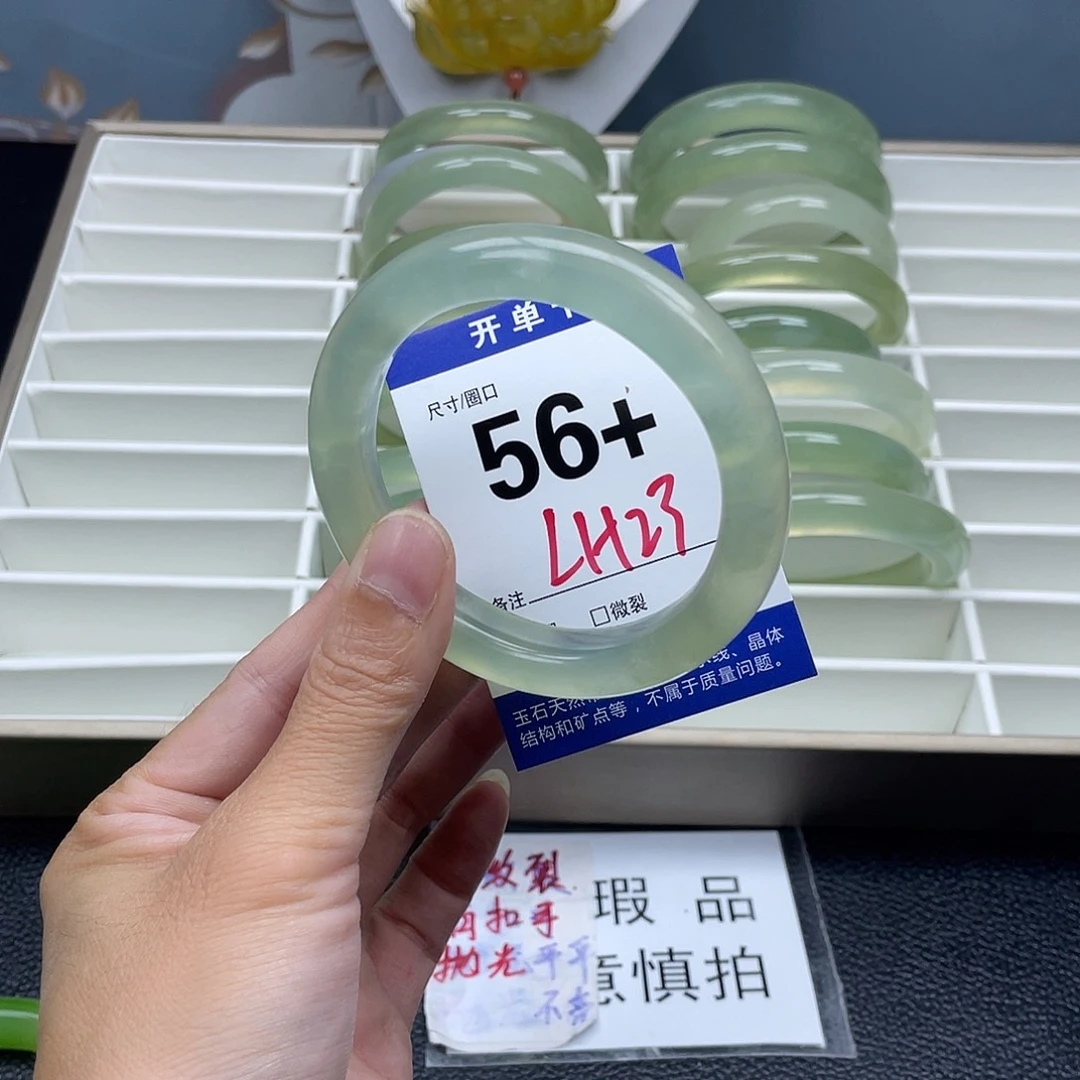 开单
尺寸/圈口
56+
LH23
备注
□微裂
、晶体
玉石天然
结构和矿点等，不属于质量问题。
纹裂
扣手
抛光
瑕 品
慎拍